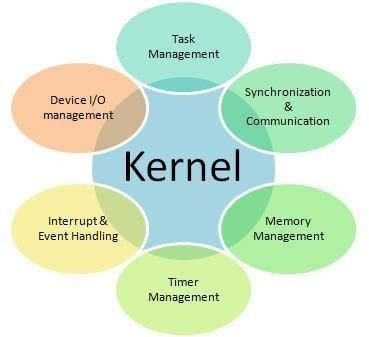 Task
Management
Device I/O
management
Synchronization
&
Communication
Kernel
Interrupt &
Event Handling
Memory
Management
Timer
Management